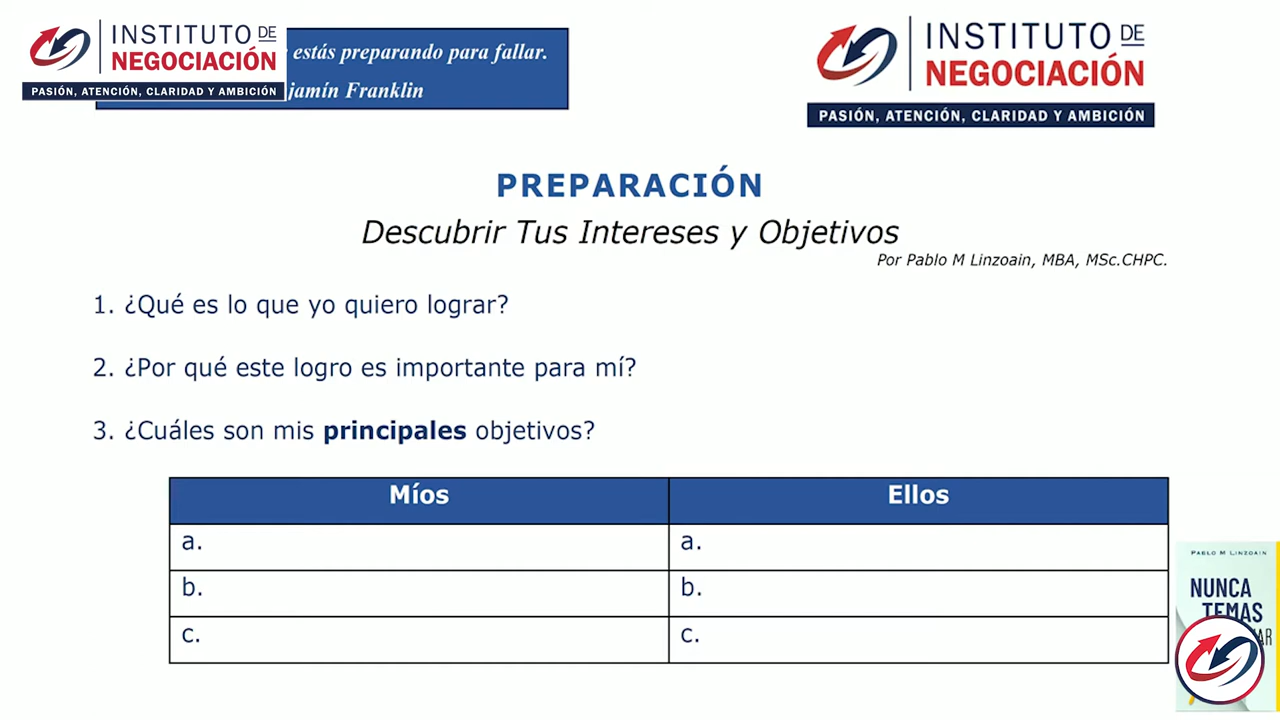 INSTITUTO DE
NEGOCIACIÓN
PASIÓN, ATENCIÓN, CLARIDAD Y AMBICIÓN
estás preparando para fallar.
Franklin
INSTITUTO DE
NEGOCIACIÓN
PASIÓN, ATENCIÓN, CLARIDAD Y AMBICIÓN
PREPARACIÓN
Descubrir Tus Intereses y Objetivos
Por Pablo M Linzoain, MBA, MSc.CHPC.
1. ¿Qué es lo que yo quiero lograr?
2. ¿Por qué este logro es importante para mí?
3. ¿Cuáles son mis principales objetivos?
Míos Ellos
a. a.
b. b.
c. c.
PABLO M LINZOAIN
NUNCA
TEMAS